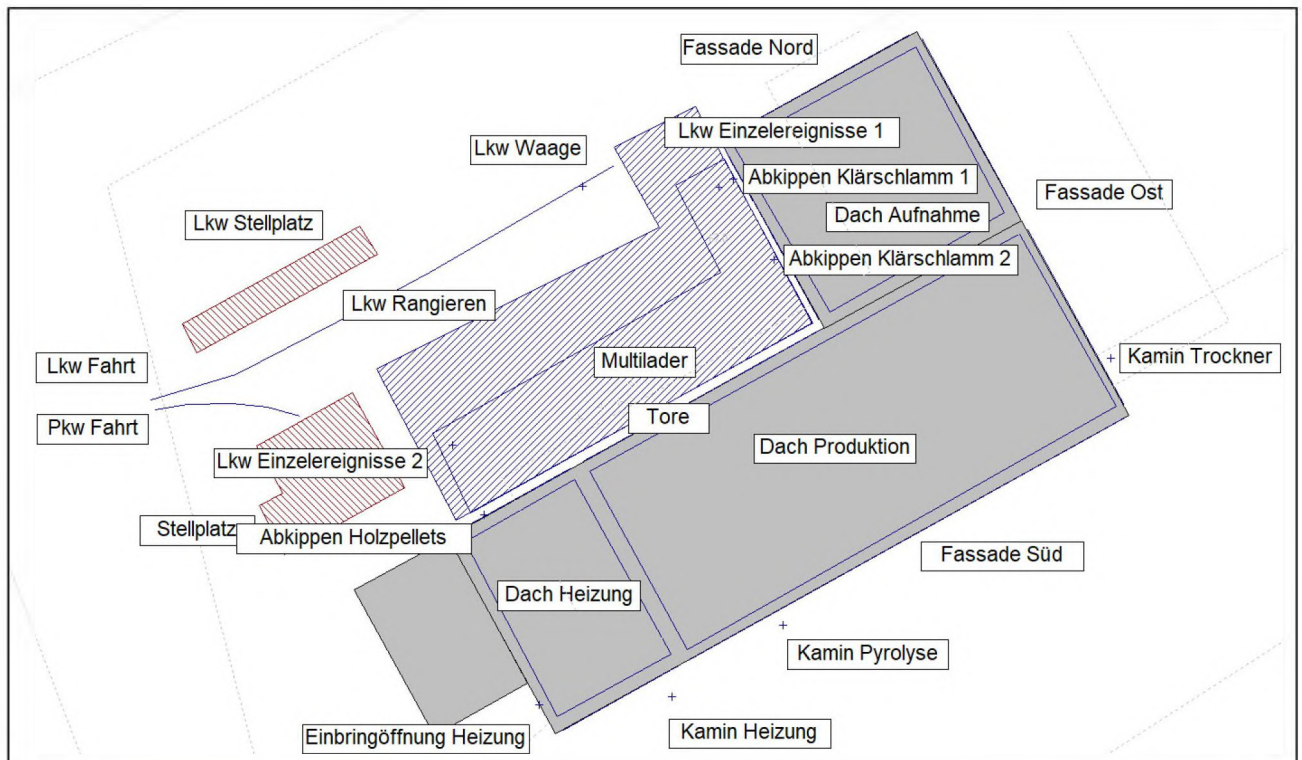 Fassade Nord
Lkw Einzelereignisse 1
Lkw Waage
Abkippen Klärschlamm 1
Fassade Ost
Dach Aufnahme
Lkw Stellplatz
Abkippen Klärschlamm 2
Lkw Rangieren
Kamin Trockner
Multilader
Lkw Fahrt
Tore
Pkw Fahrt
Dach Produktion
Lkw Einzelereignisse 2
Stellplatz
Abkippen Holzpellets
Fassade Süd
Dach Heizung
Kamin Pyrolyse
Kamin Heizung
Einbringöffnung Heizung